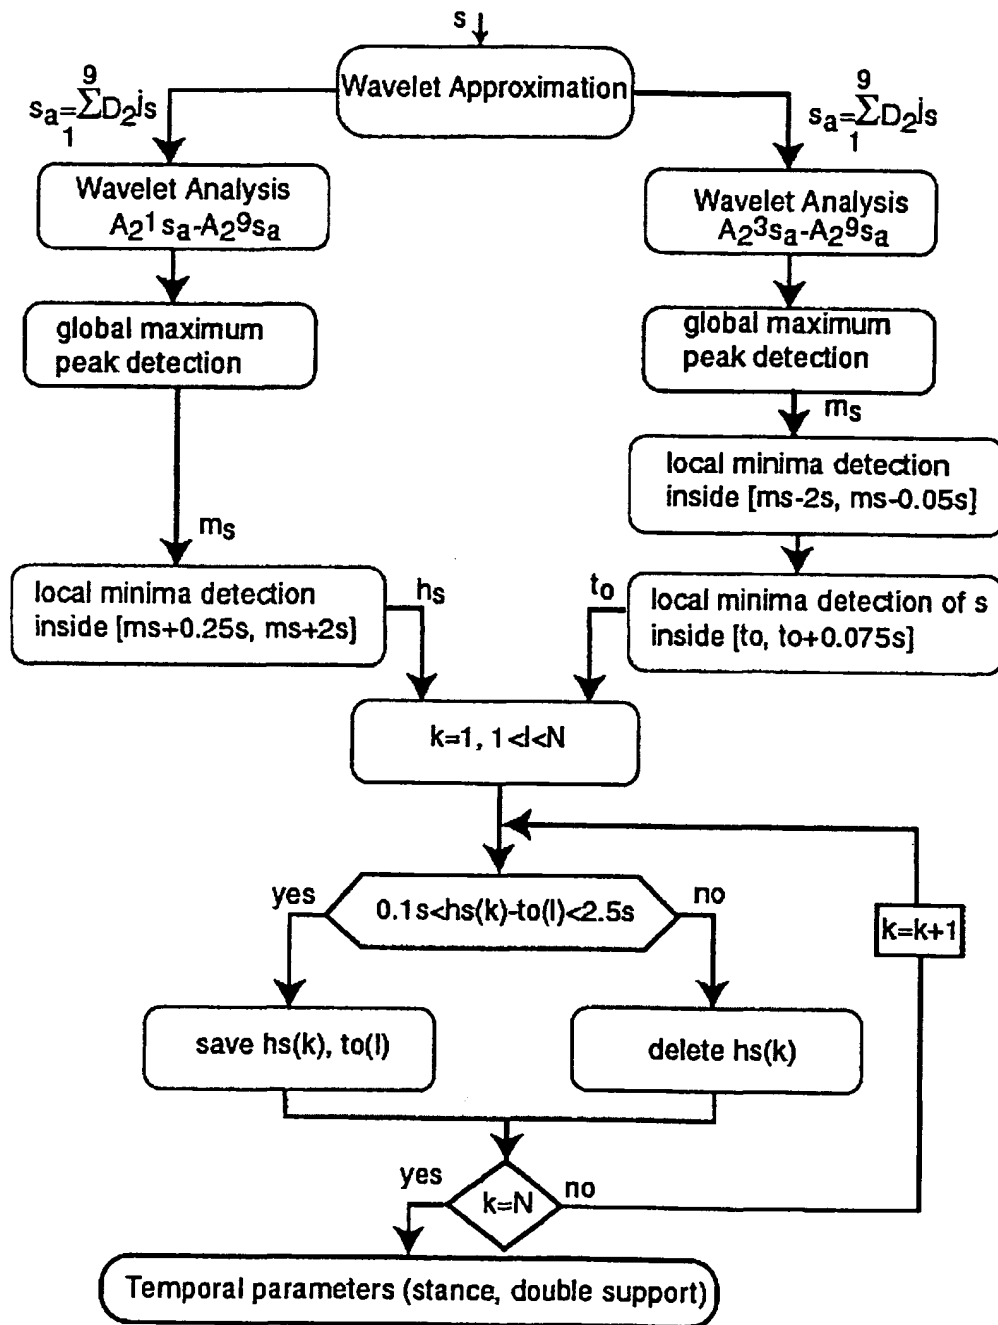 s
Wavelet Approximation
9
sa=ΣD2js
1
9
sa=ΣD2js
1
Wavelet Analysis
A2¹sa-A2⁹sa
Wavelet Analysis
A2³sa-A2⁹sa
global maximum
peak detection
global maximum
peak detection
ms
local minima detection
inside [ms-2s, ms-0.05s]
ms
local minima detection
inside [ms+0.25s, ms+2s]
hs
to
local minima detection of s
inside [to, to+0.075s]
k=1, 1<l<N
yes
0.1s<hs(k)-to(l)<2.5s
no
k=k+1
save hs(k), to(l)
delete hs(k)
yes
k=N
no
Temporal parameters (stance, double support)